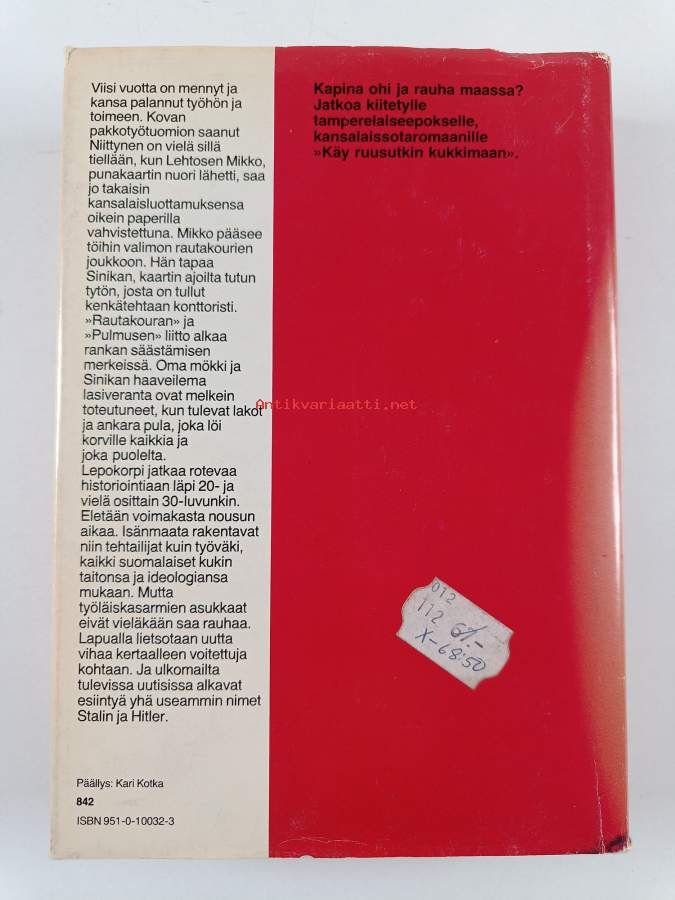 Viisi vuotta on mennyt ja
kansa palannut työhön ja
toimeen. Kovan
pakkotyötuomion saanut
Niittynen on vielä sillä
tiellään, kun Lehtosen Mikko,
punakaartin nuori lähetti, saa
jo takaisin
kansalaisluottamuksensa
oikein paperilla
vahvistettuna. Mikko pääsee
töihin valimon rautakourien
joukkoon. Hän tapaa
Sinikan, kaartin ajoilta tutun
tytön, josta on tullut
kenkätehtaan konttoristi.
»Rautakouran» ja
»Pulmusen» liitto alkaa
rankan säästämisen
merkeissä. Oma mökki ja
Sinikan haaveilema
lasiveranta ovat melkein
toteutuneet, kun tulevat lakot
ja ankara pula, joka löi
korville kaikkia ja
joka puolelta.
Lepokorpi jatkaa rotevaa
historiointiaan läpi 20- ja
vielä osittain 30-luvunkin.
Eletään voimakasta nousun
aikaa. Isänmaata rakentavat
niin tehtailijat kuin työväki,
kaikki suomalaiset kukin
taitonsa ja ideologiansa
mukaan. Mutta
työläiskasarmien asukkaat
eivät vieläkään saa rauhaa.
Lapualla lietsotaan uutta
vihaa kertaalleen voitettuja
kohtaan. Ja ulkomailta
tulevissa uutisissa alkavat
esiintyä yhä useammin nimet
Stalin ja Hitler.
Päällys: Kari Kotka
842
ISBN 951-0-10032-3
Kapina ohi ja rauha maassa?
Jatkoa kiitetylle
tamperelaiseepokselle,
kansalaissotaromaanille
»Käy ruusutkin kukkimaan».
Antikvariaatti.net
012
112 67,-
X-68:50